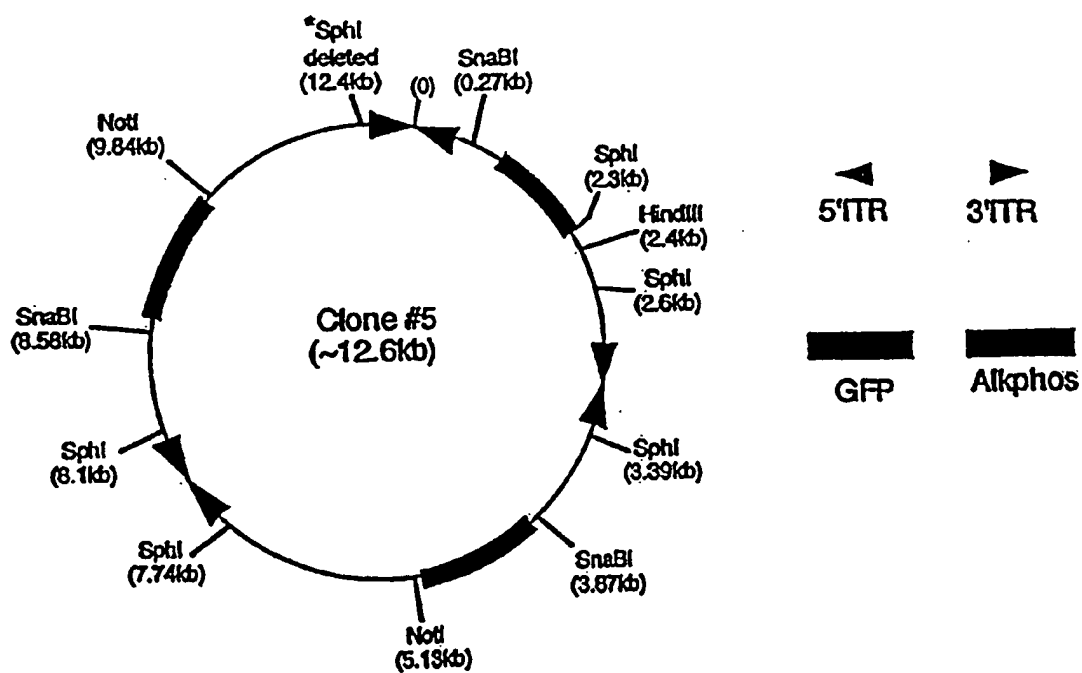 *SphI
deleted
(12.4kb)
(0)
SnaBI
(0.27kb)
NotI
(9.84kb)
SphI
(2.3kb)
HindIII
(2.4kb)
SphI
(2.6kb)
5'ITR
3'ITR
Clone #5
(~12.6kb)
SnaBI
(8.58kb)
GFP
Alkphos
SphI
(8.1kb)
SphI
(3.39kb)
SphI
(7.74kb)
SnaBI
(3.87kb)
NotI
(5.13kb)